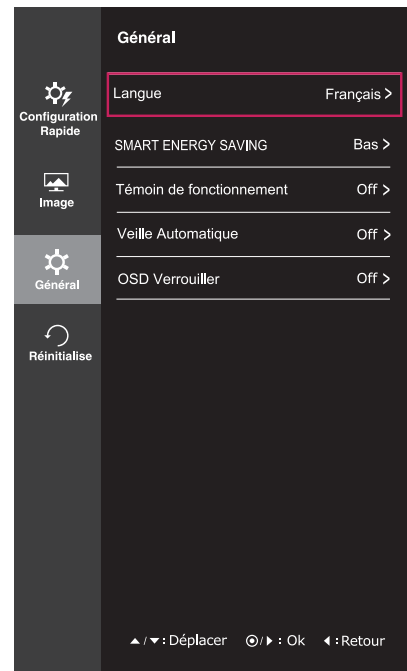 Général
Configuration
Rapide
Image
Général
Réinitialise
Langue Français >
SMART ENERGY SAVING Bas >
Témoin de fonctionnement Off >
Veille Automatique Off >
OSD Verrouiller Off >
▲/▼: Déplacer ⦿/▶ : Ok ◀ : Retour